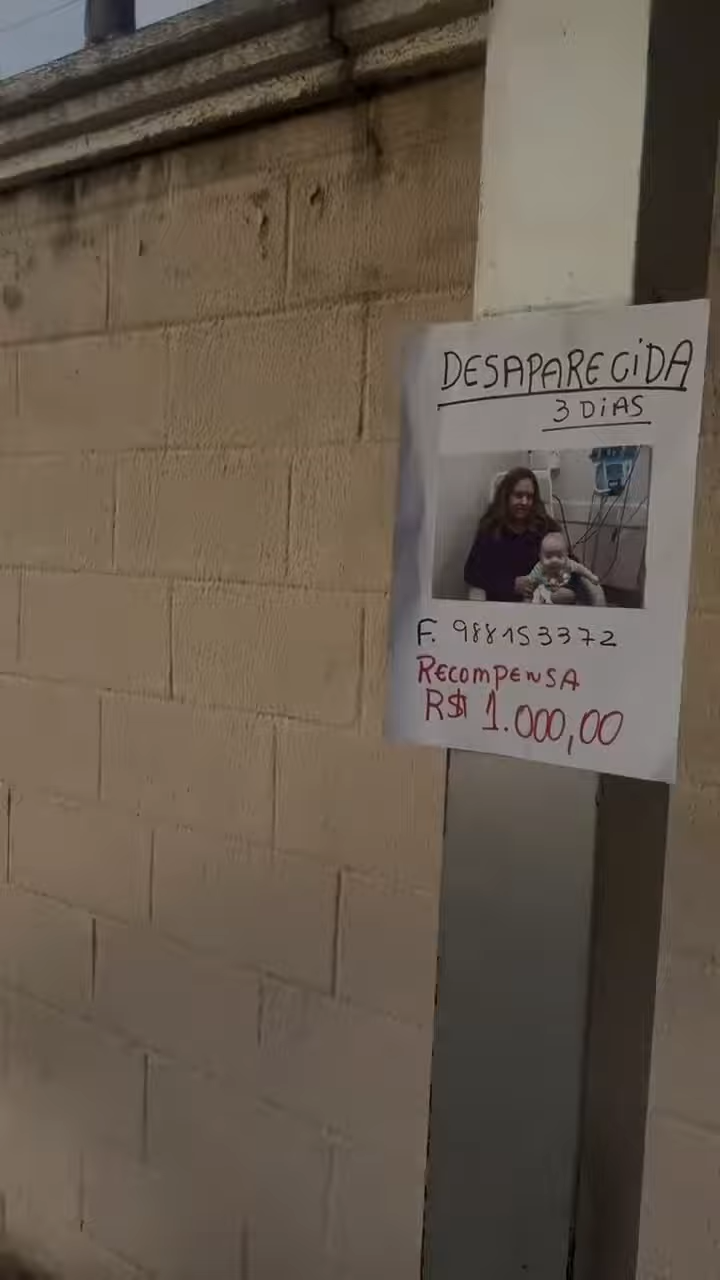 DESAPARECIDA
3 DIAS
F. 988153372
RECOMPENSA
R$ 1.000,00